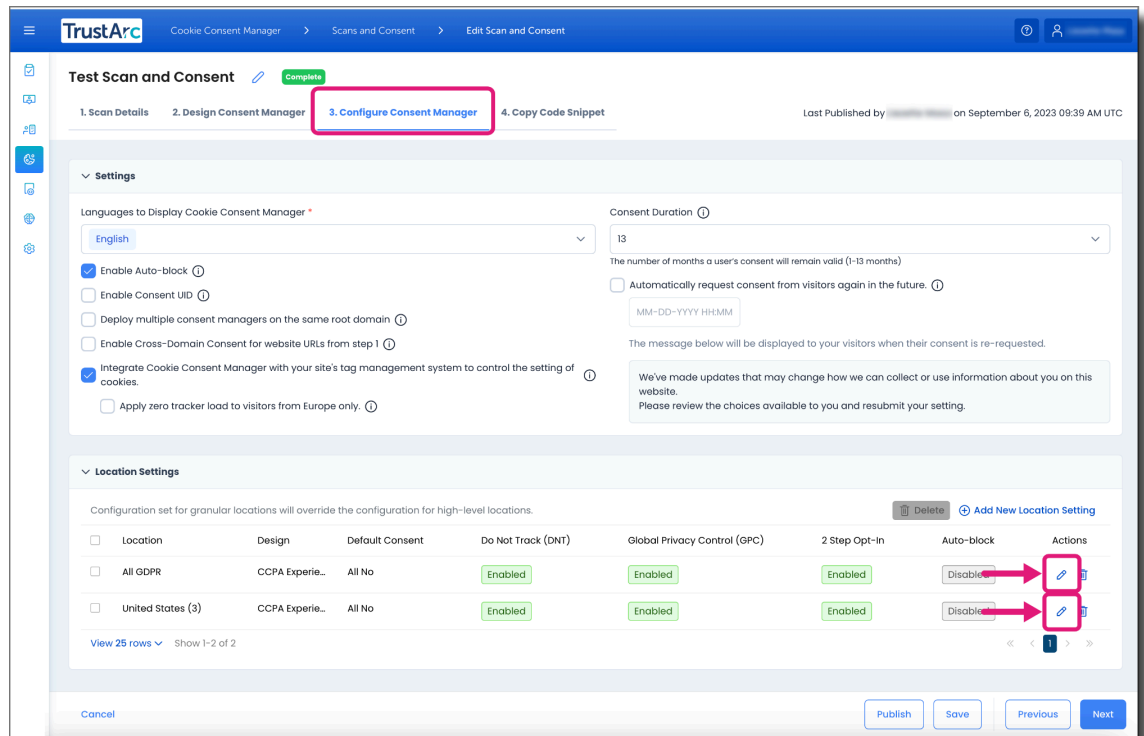 TrustArc Cookie Consent Manager > Scans and Consent > Edit Scan and Consent
Test Scan and Consent Complete
1. Scan Details 2. Design Consent Manager 3. Configure Consent Manager 4. Copy Code Snippet Last Published by on September 6, 2023 09:39 AM UTC
Settings
Languages to Display Cookie Consent Manager *
English
Enable Auto-block
Enable Consent UID
Deploy multiple consent managers on the same root domain
Enable Cross-Domain Consent for website URLs from step 1
Integrate Cookie Consent Manager with your site's tag management system to control the setting of
cookies.
Apply zero tracker load to visitors from Europe only.
Consent Duration
13
The number of months a user's consent will remain valid (1-13 months)
Automatically request consent from visitors again in the future.
MM-DD-YYYY HH:MM
The message below will be displayed to your visitors when their consent is re-requested.
We've made updates that may change how we can collect or use information about you on this
website.
Please review the choices available to you and resubmit your setting.
Location Settings
Configuration set for granular locations will override the configuration for high-level locations. Delete Add New Location Setting
Location Design Default Consent Do Not Track (DNT) Global Privacy Control (GPC) 2 Step Opt-In Auto-block Actions
All GDPR CCPA Experie... All No Enabled Enabled Enabled Disabled
United States (3) CCPA Experie... All No Enabled Enabled Enabled Disabled
View 25 rows Show 1-2 of 2 « < 1 > »
Cancel Publish Save Previous Next